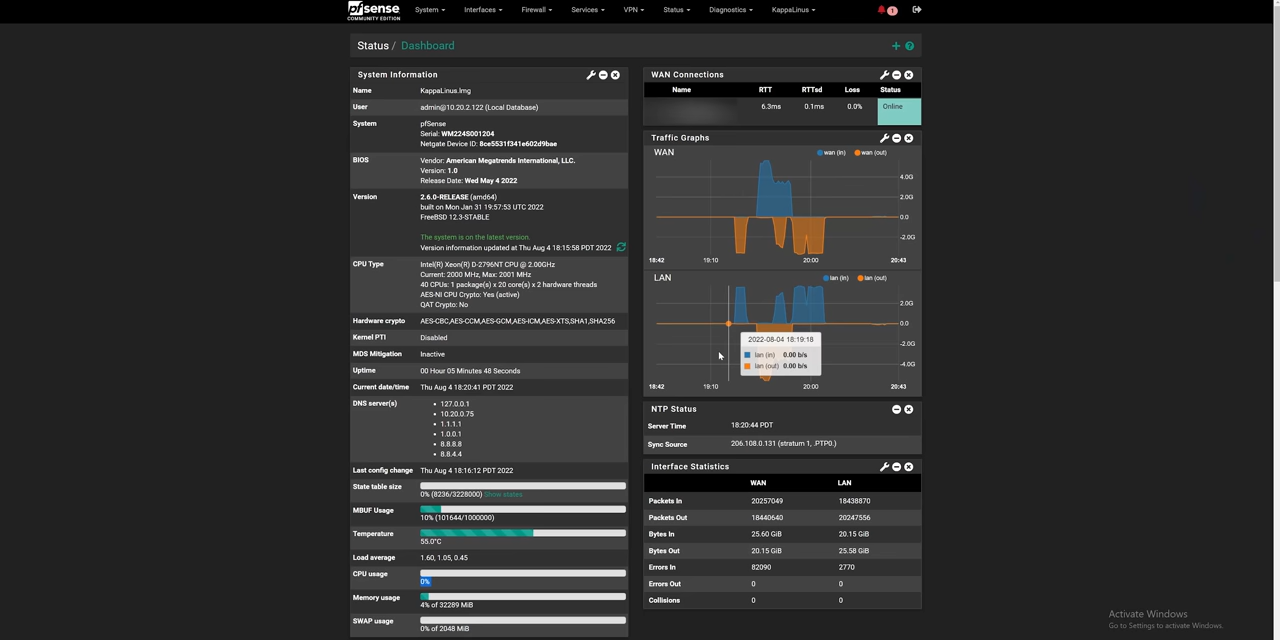 pfsense
COMMUNITY EDITION
System Interfaces Firewall Services VPN Status Diagnostics KappaLinus 1
Status / Dashboard
System Information
Name KappaLinus.lmg
User admin@10.20.2.122 (Local Database)
System pfSense
Serial: WM224S001204
Netgate Device ID: 8ce5531f341e602d9bae
BIOS Vendor: American Megatrends International, LLC.
Version: 1.0
Release Date: Wed May 4 2022
Version 2.6.0-RELEASE (amd64)
built on Mon Jan 31 19:57:53 UTC 2022
FreeBSD 12.3-STABLE
The system is on the latest version.
Version information updated at Thu Aug 4 18:15:58 PDT 2022
CPU Type Intel(R) Xeon(R) D-2796NT CPU @ 2.00GHz
Current: 2000 MHz, Max: 2001 MHz
40 CPUs: 1 package(s) x 20 core(s) x 2 hardware threads
AES-NI CPU Crypto: Yes (active)
QAT Crypto: No
Hardware crypto AES-CBC,AES-CCM,AES-GCM,AES-ICM,AES-XTS,SHA1,SHA256
Kernel PTI Disabled
MDS Mitigation Inactive
Uptime 00 Hour 05 Minutes 48 Seconds
Current date/time Thu Aug 4 18:20:41 PDT 2022
DNS server(s)
• 127.0.0.1
• 10.20.0.75
• 1.1.1.1
• 1.0.0.1
• 8.8.8.8
• 8.8.4.4
Last config change Thu Aug 4 18:16:12 PDT 2022
State table size
0% (8236/3228000) Show states
MBUF Usage
10% (101644/1000000)
Temperature
55.0°C
Load average 1.60, 1.05, 0.45
CPU usage
0%
Memory usage
4% of 32289 MiB
SWAP usage
0% of 2048 MiB
WAN Connections
Name RTT RTTsd Loss Status
6.3ms 0.1ms 0.0% Online
Traffic Graphs
WAN wan (in) wan (out)
4.0G
2.0G
0.0
-2.0G
18:42 19:10 20:00 20:43
LAN lan (in) lan (out)
2.0G
0.0
-2.0G
-4.0G
2022-08-04 18:19:18
lan (in) 0.00 b/s
lan (out) 0.00 b/s
18:42 19:10 20:00 20:43
NTP Status
Server Time 18:20:44 PDT
Sync Source 206.108.0.131 (stratum 1, .PTP0.)
Interface Statistics
WAN LAN
Packets In 20257049 18438870
Packets Out 18440640 20247556
Bytes In 25.60 GiB 20.15 GiB
Bytes Out 20.15 GiB 25.58 GiB
Errors In 82090 2770
Errors Out 0 0
Collisions 0 0
Activate Windows
Go to Settings to activate Windows.